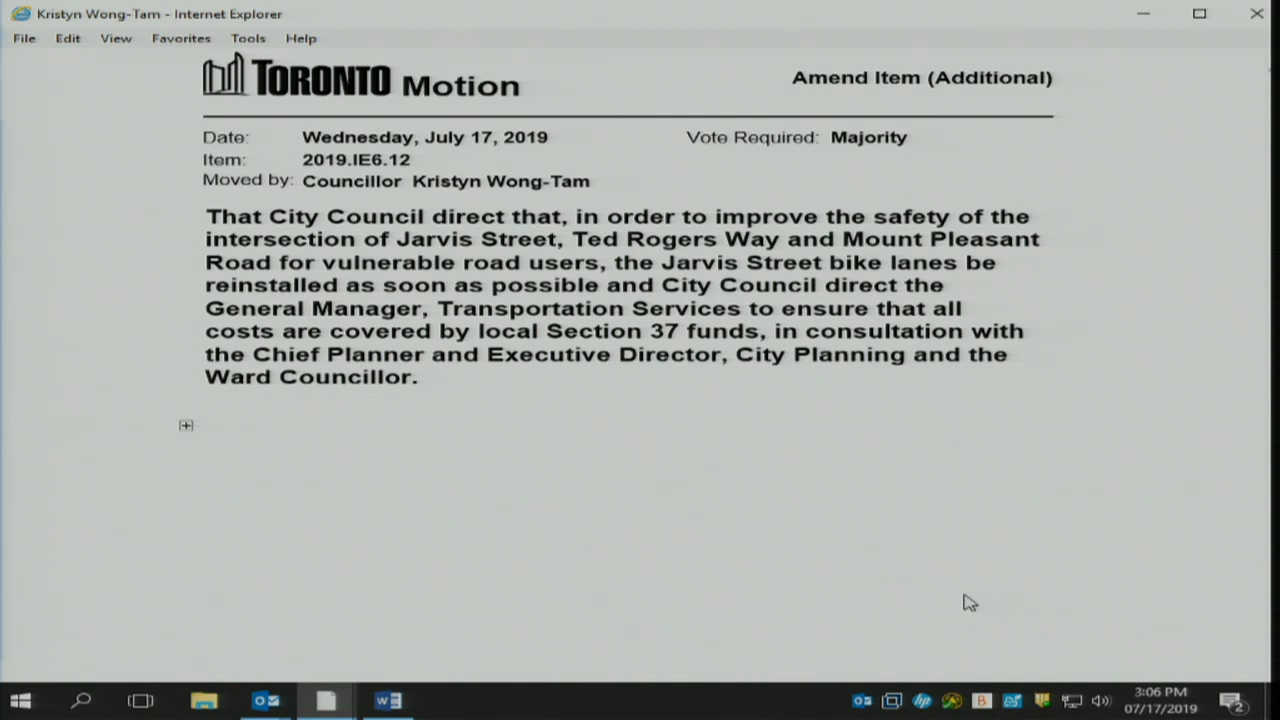 Kristyn Wong-Tam - Internet Explorer
File Edit View Favorites Tools Help
TORONTO Motion
Amend Item (Additional)
Date: Wednesday, July 17, 2019
Vote Required: Majority
Item: 2019.IE6.12
Moved by: Councillor Kristyn Wong-Tam
That City Council direct that, in order to improve the safety of the
intersection of Jarvis Street, Ted Rogers Way and Mount Pleasant
Road for vulnerable road users, the Jarvis Street bike lanes be
reinstalled as soon as possible and City Council direct the
General Manager, Transportation Services to ensure that all
costs are covered by local Section 37 funds, in consultation with
the Chief Planner and Executive Director, City Planning and the
Ward Councillor.
3:06 PM
07/17/2019
2